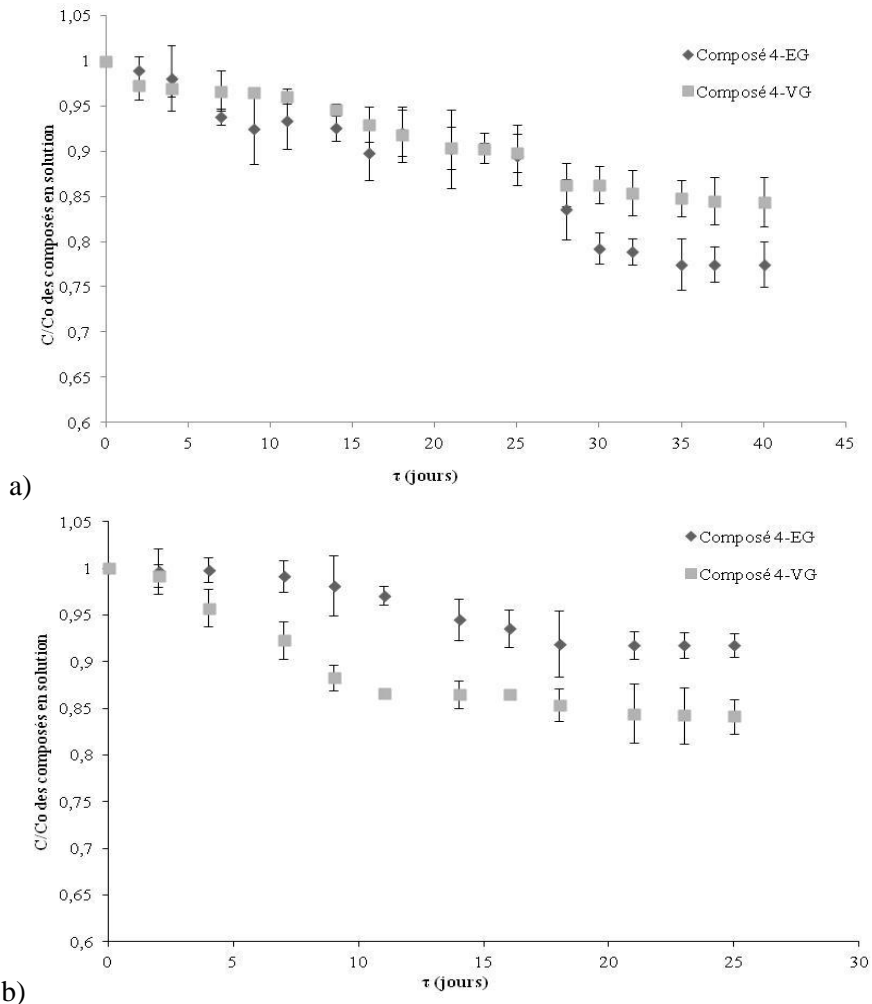 1,05
1
0,95
0,9
0,85
0,8
0,75
0,7
0,65
0,6
C/Co des composés en solution
Composé 4-EG
Composé 4-VG
0 5 10 15 20 25 30 35 40 45
τ (jours)
a)
1,05
1
0,95
0,9
0,85
0,8
0,75
0,7
0,65
0,6
C/Co des composés en solution
Composé 4-EG
Composé 4-VG
0 5 10 15 20 25 30
τ (jours)
b)